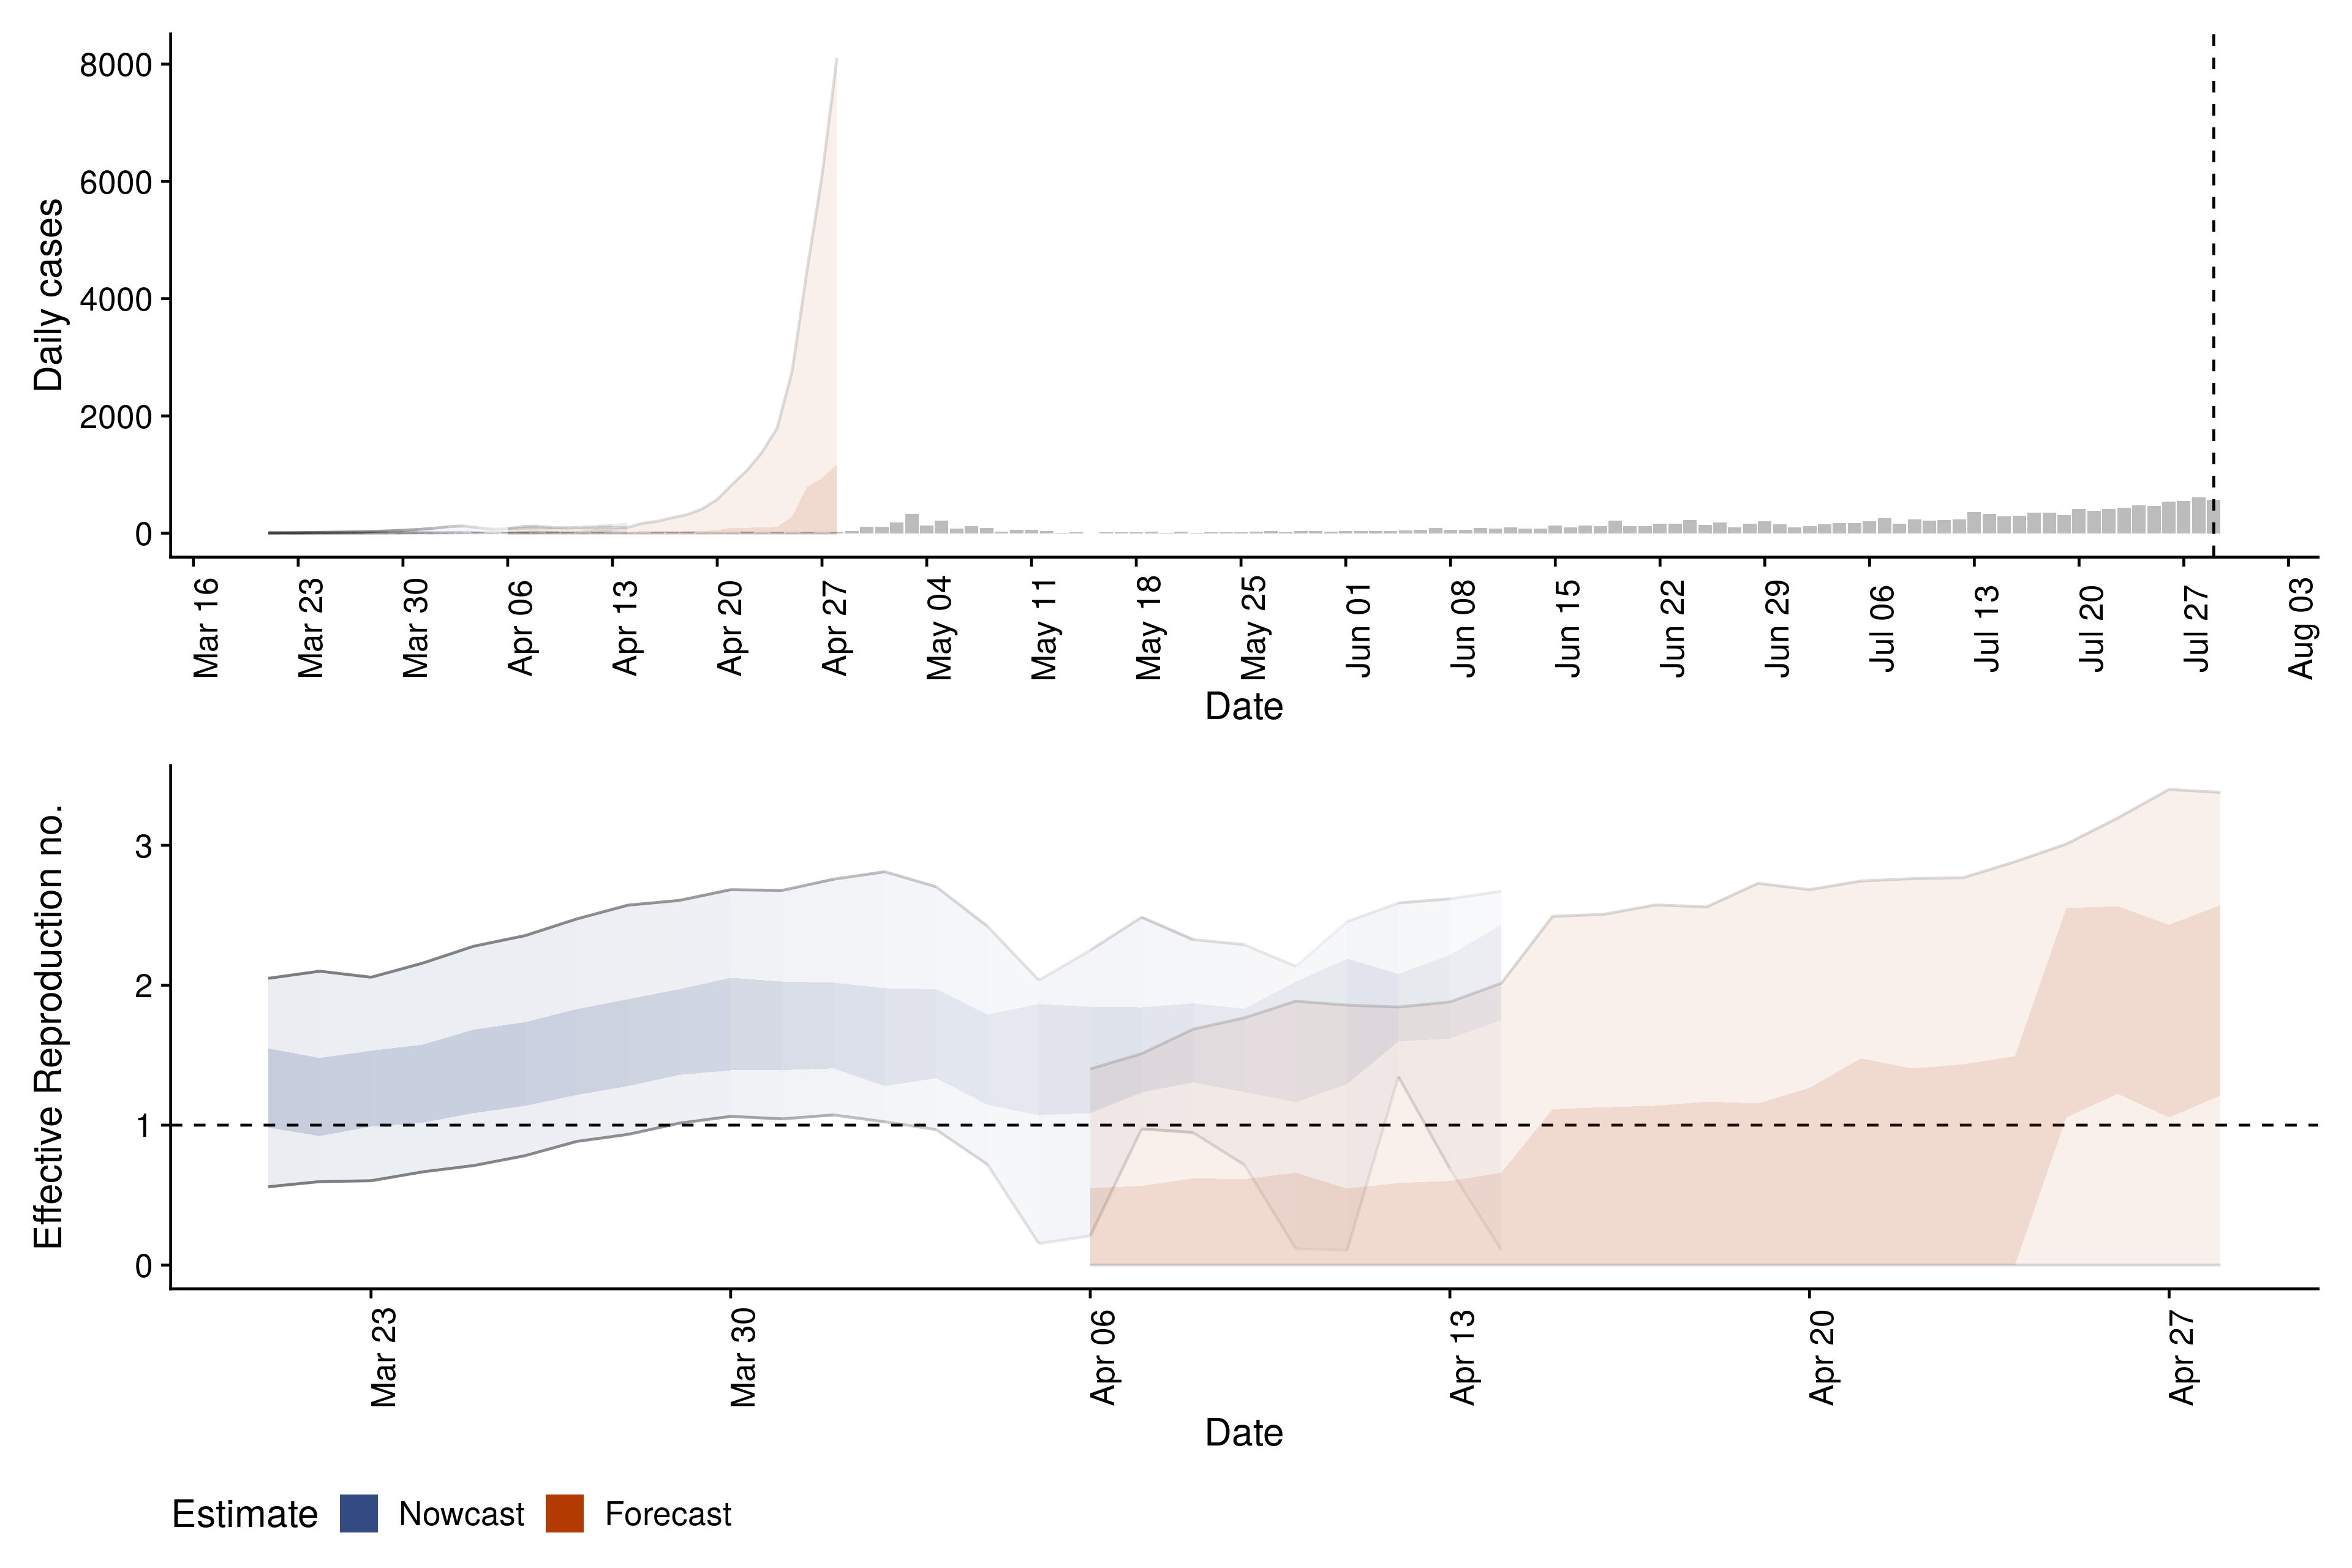 Daily cases
8000
6000
4000
2000
0
Mar 16
Mar 23
Mar 30
Apr 06
Apr 13
Apr 20
Apr 27
May 04
May 11
May 18
May 25
Jun 01
Jun 08
Jun 15
Jun 22
Jun 29
Jul 06
Jul 13
Jul 20
Jul 27
Aug 03
Date
Effective Reproduction no.
3
2
1
0
Mar 23
Mar 30
Apr 06
Apr 13
Apr 20
Apr 27
Date
Estimate Nowcast Forecast